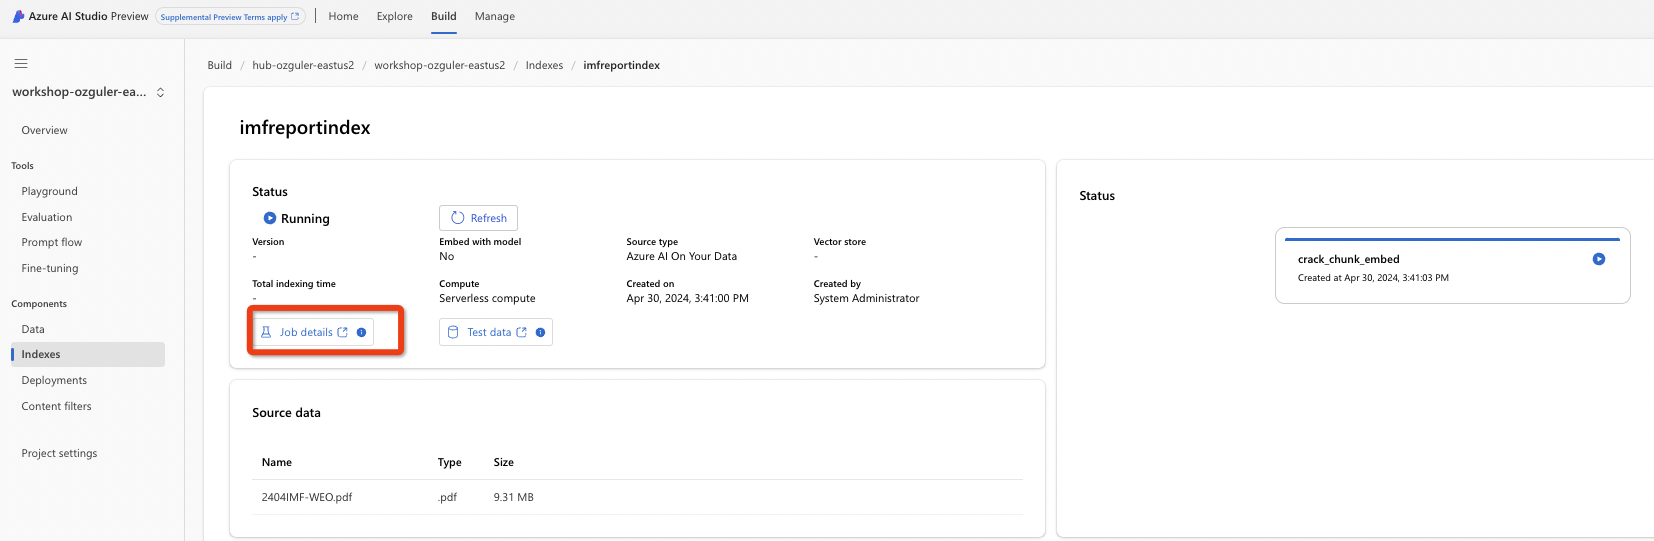 Azure AI Studio Preview Supplemental Preview Terms apply Home Explore Build Manage
Build / hub-ozguler-eastus2 / workshop-ozguler-eastus2 / Indexes / imfreportindex
workshop-ozguler-ea...
Overview
Tools
Playground
Evaluation
Prompt flow
Fine-tuning
Components
Data
Indexes
Deployments
Content filters
Project settings
imfreportindex
Status
Running Refresh
Version Embed with model Source type Vector store
- No Azure AI On Your Data -
Total indexing time Compute Created on Created by
- Serverless compute Apr 30, 2024, 3:41:00 PM System Administrator
Job details Test data
Source data
Name Type Size
2404IMF-WEO.pdf .pdf 9.31 MB
Status
crack_chunk_embed
Created at Apr 30, 2024, 3:41:03 PM